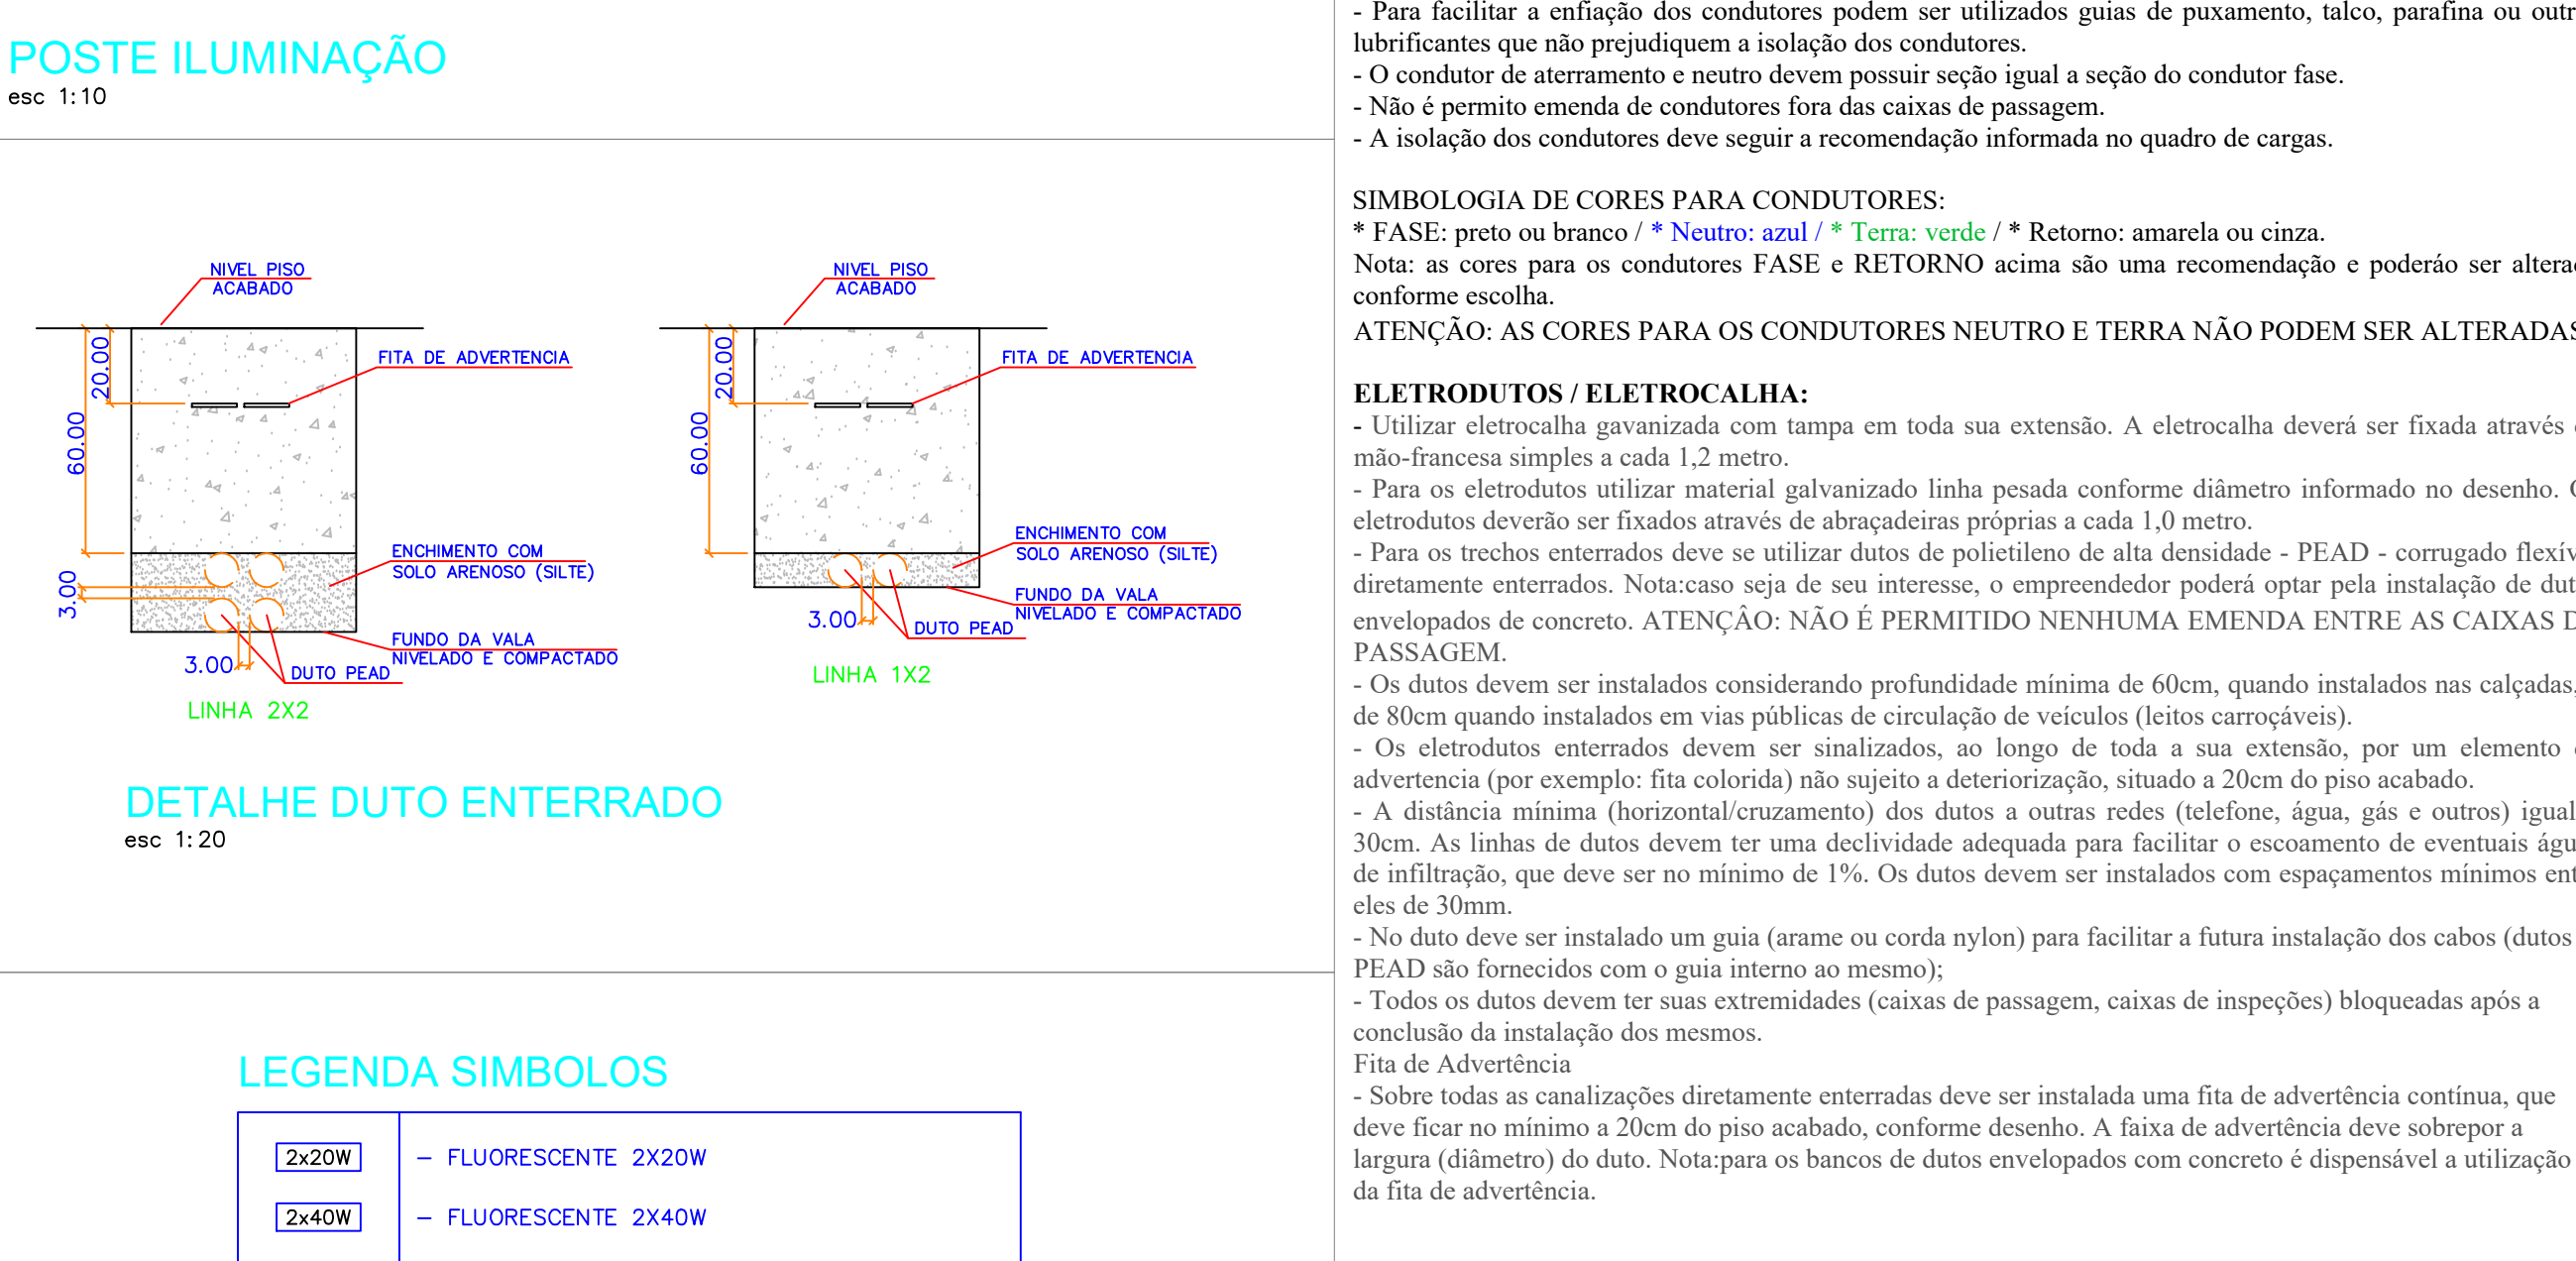 POSTE ILUMINAÇÃO
esc 1:10
NIVEL PISO
ACABADO
20.00
60.00
FITA DE ADVERTENCIA
ENCHIMENTO COM
SOLO ARENOSO (SILTE)
3.00
FUNDO DA VALA
NIVELADO E COMPACTADO
3.00
DUTO PEAD
LINHA 2X2
NIVEL PISO
ACABADO
20.00
60.00
FITA DE ADVERTENCIA
ENCHIMENTO COM
SOLO ARENOSO (SILTE)
FUNDO DA VALA
NIVELADO E COMPACTADO
3.00
DUTO PEAD
LINHA 1X2
DETALHE DUTO ENTERRADO
esc 1:20
LEGENDA SIMBOLOS
2x20W – FLUORESCENTE 2X20W
2x40W – FLUORESCENTE 2X40W
- Para facilitar a enfiação dos condutores podem ser utilizados guias de puxamento, talco, parafina ou outr
lubrificantes que não prejudiquem a isolação dos condutores.
- O condutor de aterramento e neutro devem possuir seção igual a seção do condutor fase.
- Não é permito emenda de condutores fora das caixas de passagem.
- A isolação dos condutores deve seguir a recomendação informada no quadro de cargas.
SIMBOLOGIA DE CORES PARA CONDUTORES:
* FASE: preto ou branco / * Neutro: azul / * Terra: verde / * Retorno: amarela ou cinza.
Nota: as cores para os condutores FASE e RETORNO acima são uma recomendação e poderáo ser alterad
conforme escolha.
ATENÇÃO: AS CORES PARA OS CONDUTORES NEUTRO E TERRA NÃO PODEM SER ALTERADAS
ELETRODUTOS / ELETROCALHA:
- Utilizar eletrocalha gavanizada com tampa em toda sua extensão. A eletrocalha deverá ser fixada através
mão-francesa simples a cada 1,2 metro.
- Para os eletrodutos utilizar material galvanizado linha pesada conforme diâmetro informado no desenho. O
eletrodutos deverão ser fixados através de abraçadeiras próprias a cada 1,0 metro.
- Para os trechos enterrados deve se utilizar dutos de polietileno de alta densidade - PEAD - corrugado flexív
diretamente enterrados. Nota:caso seja de seu interesse, o empreendedor poderá optar pela instalação de dut
envelopados de concreto. ATENÇÂO: NÃO É PERMITIDO NENHUMA EMENDA ENTRE AS CAIXAS D
PASSAGEM.
- Os dutos devem ser instalados considerando profundidade mínima de 60cm, quando instalados nas calçadas,
de 80cm quando instalados em vias públicas de circulação de veículos (leitos carroçáveis).
- Os eletrodutos enterrados devem ser sinalizados, ao longo de toda a sua extensão, por um elemento
advertencia (por exemplo: fita colorida) não sujeito a deteriorização, situado a 20cm do piso acabado.
- A distância mínima (horizontal/cruzamento) dos dutos a outras redes (telefone, água, gás e outros) igual
30cm. As linhas de dutos devem ter uma declividade adequada para facilitar o escoamento de eventuais águ
de infiltração, que deve ser no mínimo de 1%. Os dutos devem ser instalados com espaçamentos mínimos ent
eles de 30mm.
- No duto deve ser instalado um guia (arame ou corda nylon) para facilitar a futura instalação dos cabos (dutos
PEAD são fornecidos com o guia interno ao mesmo);
- Todos os dutos devem ter suas extremidades (caixas de passagem, caixas de inspeções) bloqueadas após a
conclusão da instalação dos mesmos.
Fita de Advertência
- Sobre todas as canalizações diretamente enterradas deve ser instalada uma fita de advertência contínua, que
deve ficar no mínimo a 20cm do piso acabado, conforme desenho. A faixa de advertência deve sobrepor a
largura (diâmetro) do duto. Nota:para os bancos de dutos envelopados com concreto é dispensável a utilização
da fita de advertência.